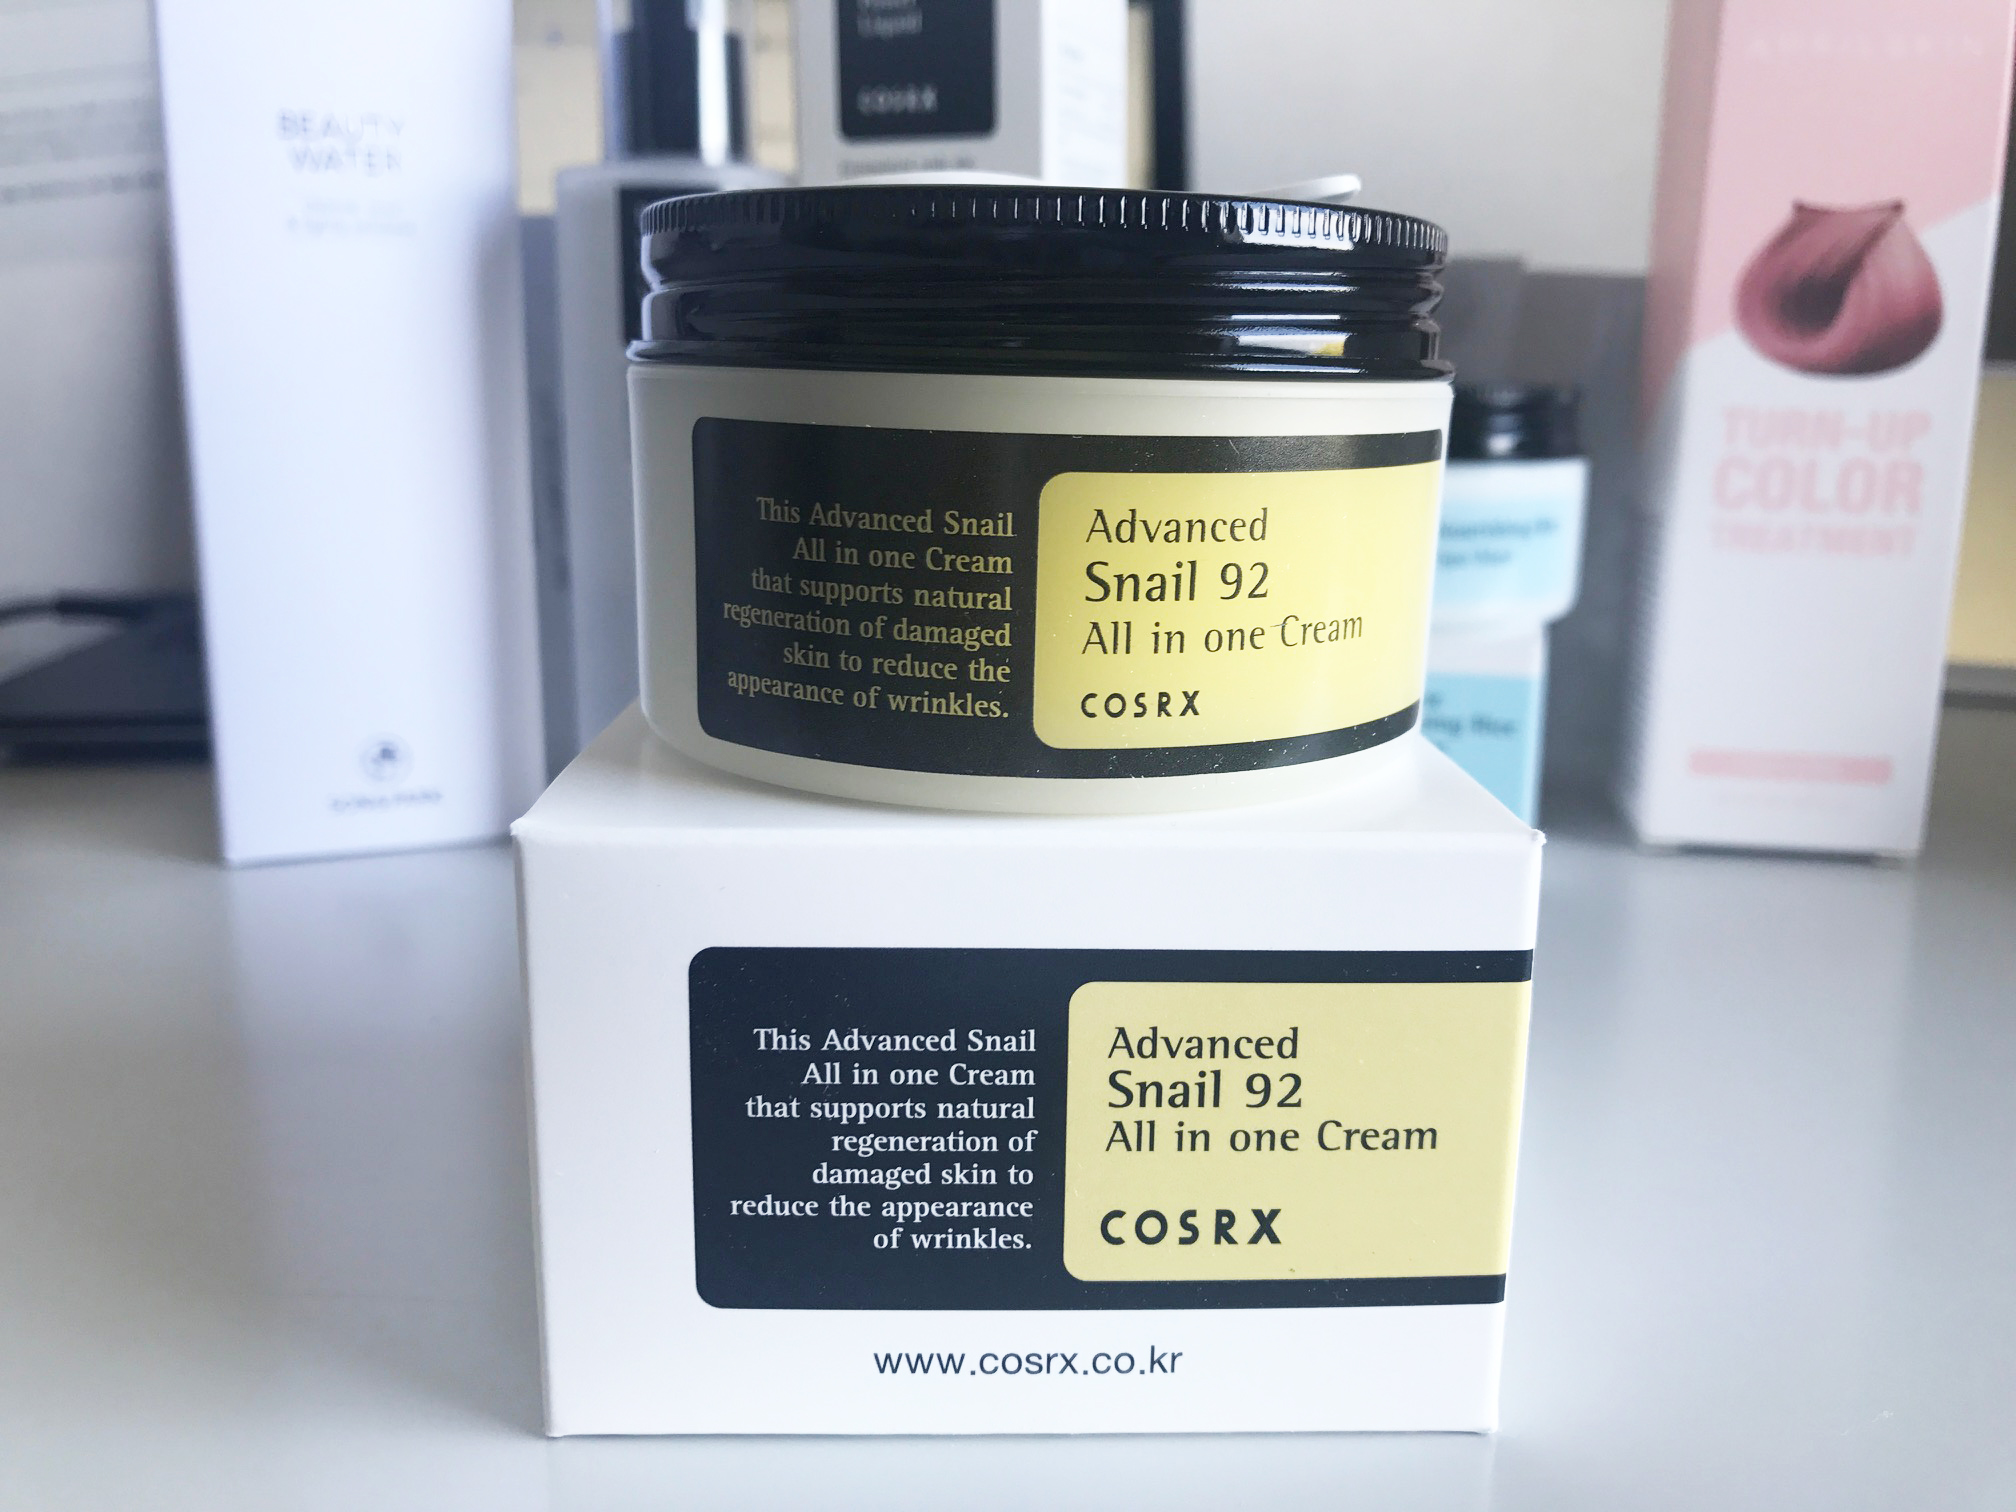 BEAUTY
WATER
Liquid
COSRX
TURN-UP
COLOR
TREATMENT
This Advanced Snail
All in one Cream
that supports natural
regeneration of damaged
skin to reduce the
appearance of wrinkles.
Advanced
Snail 92
All in one Cream
COSRX
This Advanced Snail
All in one Cream
that supports natural
regeneration of
damaged skin to
reduce the appearance
of wrinkles.
Advanced
Snail 92
All in one Cream
COSRX
www.cosrx.co.kr